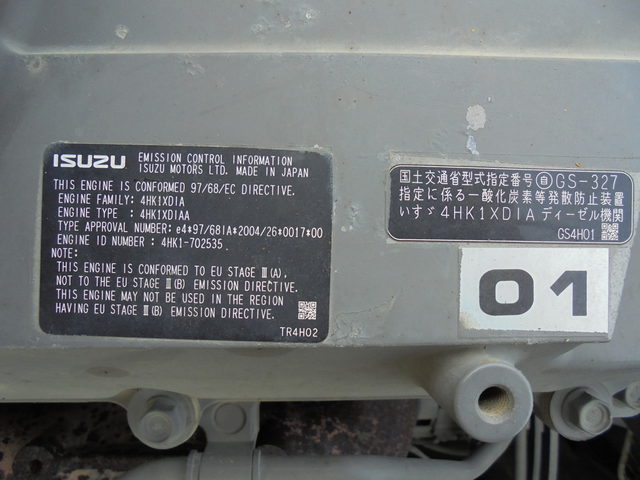 ISUZU EMISSION CONTROL INFORMATION
ISUZU MOTORS LTD. MADE IN JAPAN
THIS ENGINE IS CONFORMED 97/68/EC DIRECTIVE.
ENGINE FAMILY: 4HK1XDIA
ENGINE TYPE : 4HK1XDIAA
TYPE APPROVAL NUMBER: e4*97/68IA*2004/26*0017*00
ENGINE ID NUMBER : 4HK1-702535
NOTE:
THIS ENGINE IS CONFORMED TO EU STAGE Ⅲ(A),
NOT TO THE EU STAGE Ⅲ(B) EMISSION DIRECTIVE.
THIS ENGINE MAY NOT BE USED IN THE REGION
HAVING EU STAGE Ⅲ(B) EMISSION DIRECTIVE.
TR4H02
国土交通省型式指定番号 自 GS-327
指定に係る一酸化炭素等発散防止装置
いすゞ 4HK1XDIA ディーゼル機関
GS4H01
01